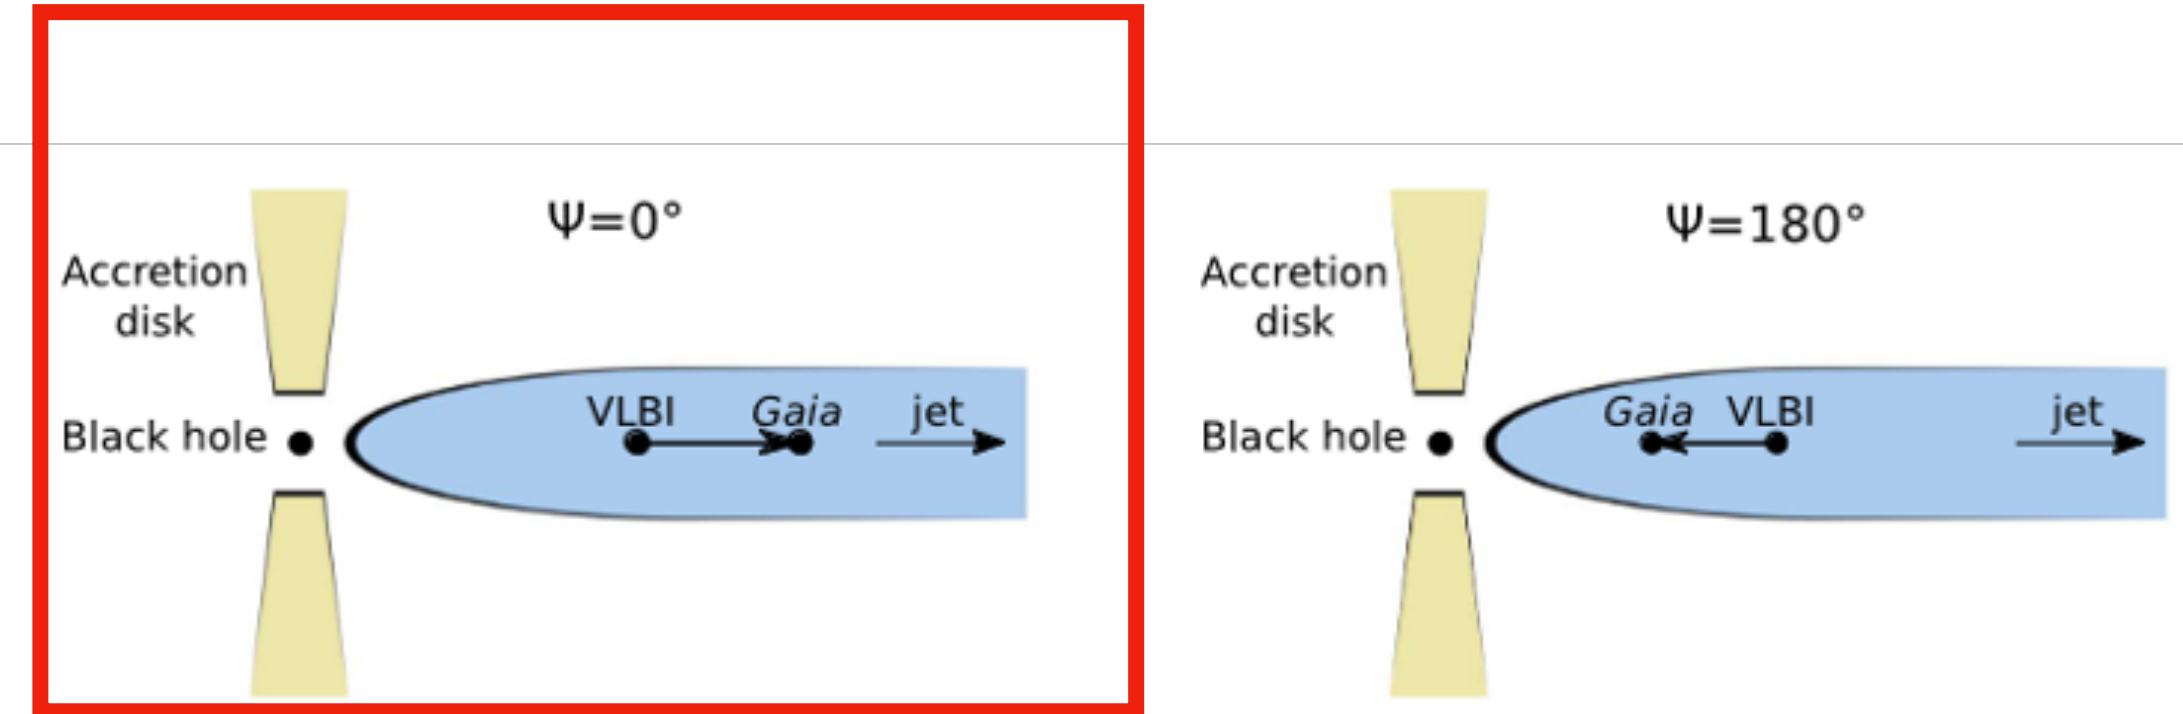 Ψ=0°
Accretion
disk
VLBI Gaia jet
Black hole
Ψ=180°
Accretion
disk
Gaia VLBI jet
Black hole